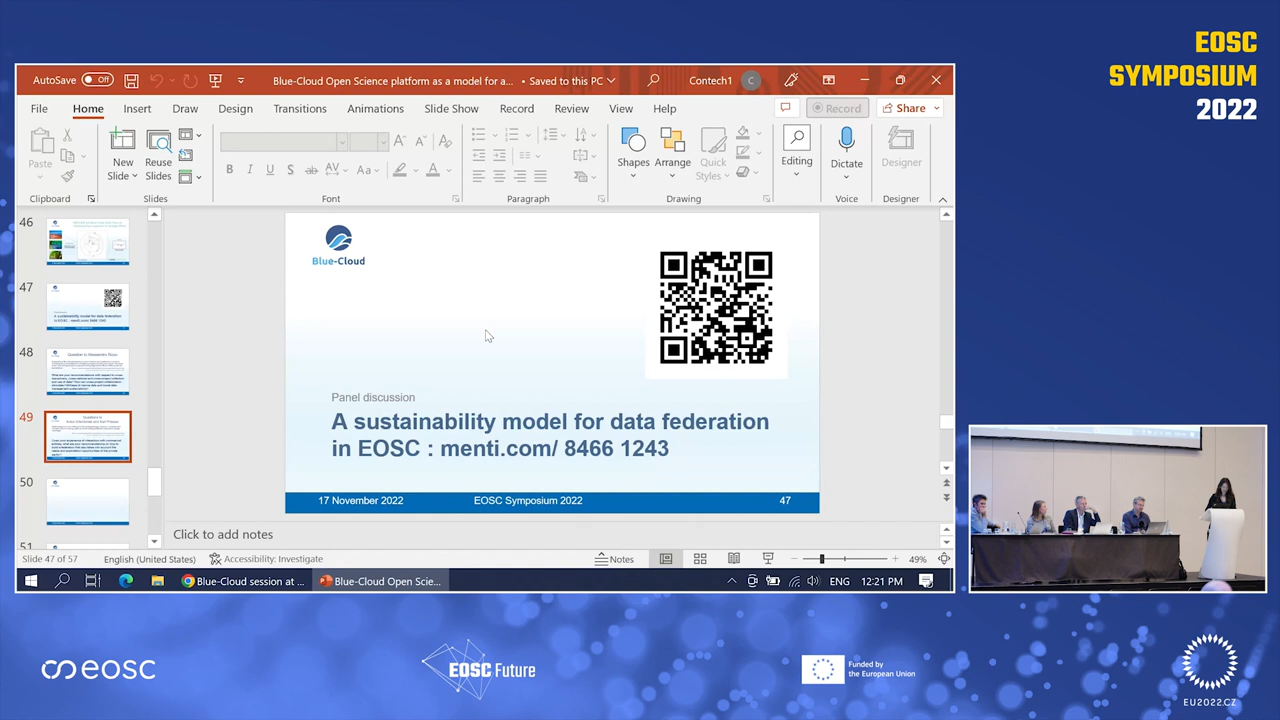 EOSC
SYMPOSIUM
2022
AutoSave Off
Blue-Cloud Open Science platform as a model for a... • Saved to this PC
Contech1 C
File Home Insert Draw Design Transitions Animations Slide Show Record Review View Help
Record Share
Paste
New
Slide
Reuse
Slides
Shapes
Arrange
Quick
Styles
Editing
Dictate
Designer
Clipboard Slides Font Paragraph Drawing Voice Designer
46
47
48
49
50
51
Blue-Cloud
Panel discussion
A sustainability model for data federation
in EOSC : menti.com/ 8466 1243
17 November 2022 EOSC Symposium 2022 47
Click to add notes
Slide 47 of 57 English (United States) Accessibility: Investigate Notes 49%
Blue-Cloud session at ... Blue-Cloud Open Scie... ENG 12:21 PM
eosc
EOSC Future
Funded by
the European Union
EU2022.CZ